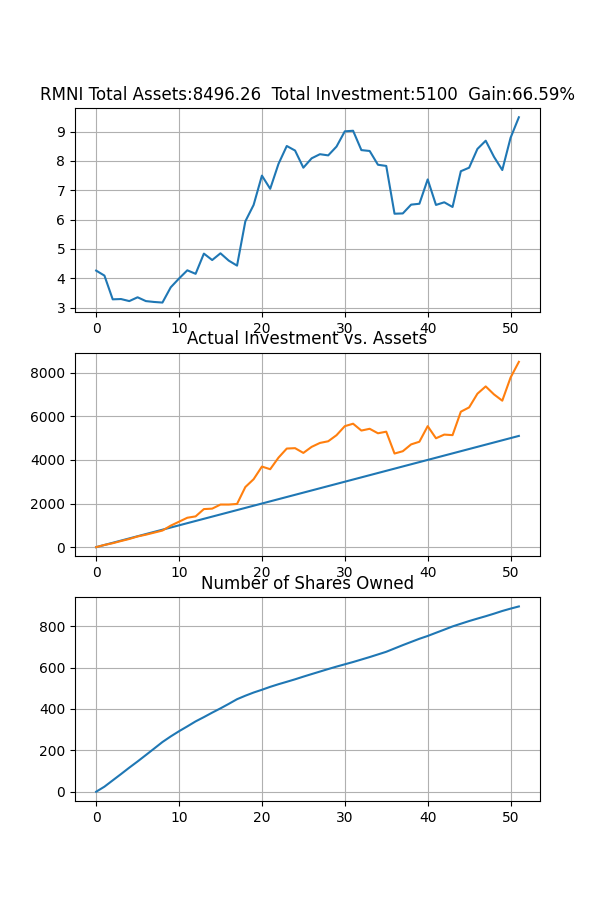 RMNI Total Assets:8496.26  Total Investment:5100  Gain:66.59%
9
8
7
6
5
4
3
0 10 20 30 40 50
Actual Investment vs. Assets
8000
6000
4000
2000
0
0 10 20 30 40 50
Number of Shares Owned
800
600
400
200
0
0 10 20 30 40 50